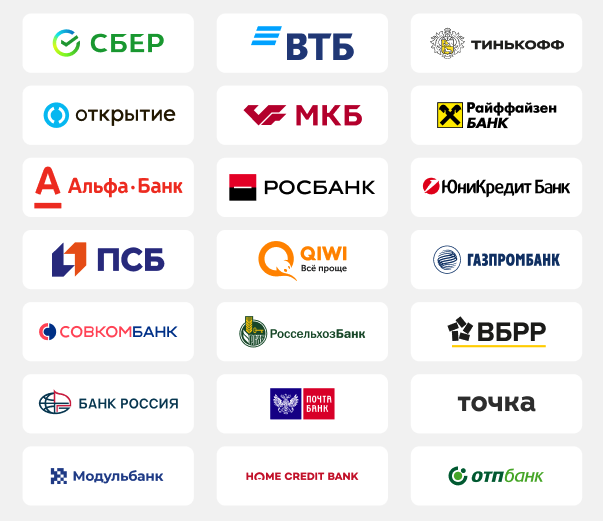 СБЕР
ВТБ
ТИНЬКОФФ
открытие
МКБ
Райффайзен
БАНК
Альфа·Банк
РОСБАНК
ЮниКредит Банк
ПСБ
QIWI
Всё проще
ГАЗПРОМБАНК
СОВКОМБАНК
РоссельхозБанк
ВБРР
БАНК РОССИЯ
ПОЧТА
БАНК
точка
Модульбанк
HOME CREDIT BANK
отпбанк